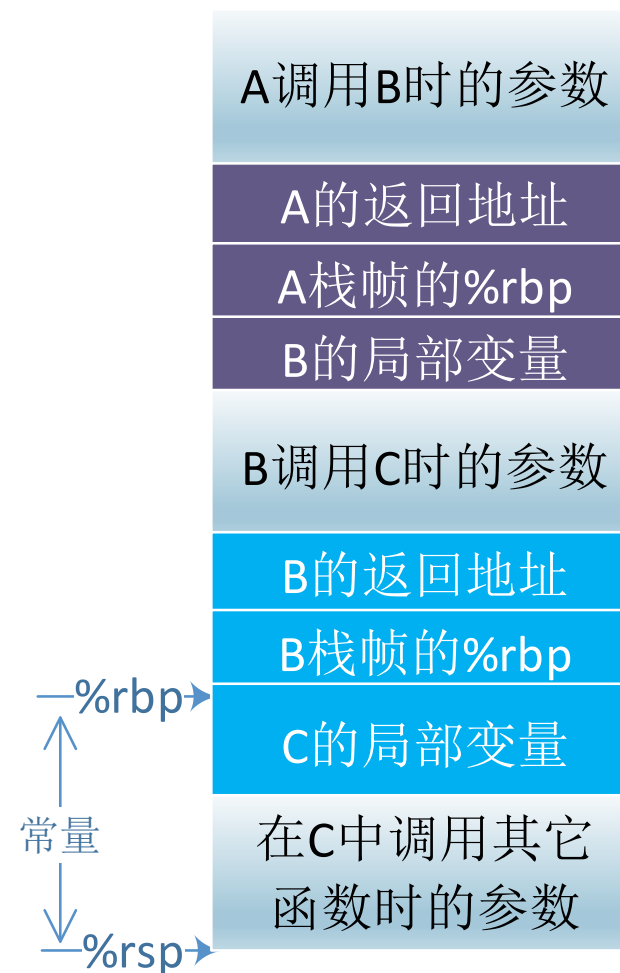 A调用B时的参数
A的返回地址
A栈帧的%rbp
B的局部变量
B调用C时的参数
B的返回地址
B栈帧的%rbp
%rbp
C的局部变量
常量
在C中调用其它
函数时的参数
%rsp